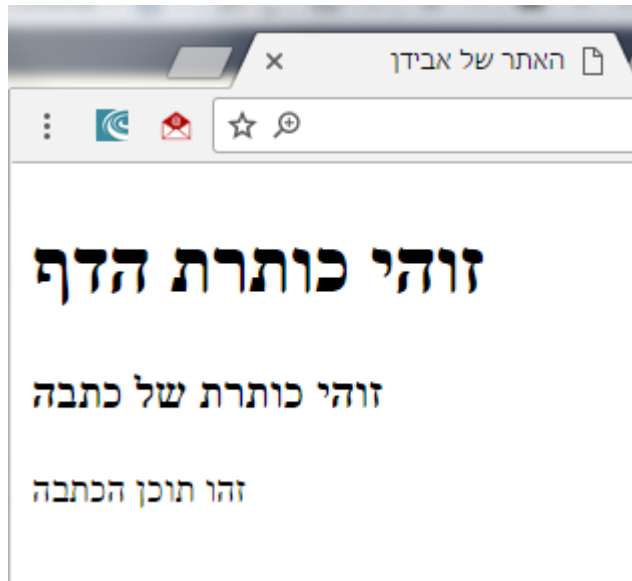 האתר של אבידן
זוהי כותרת הדף
זוהי כותרת של כתבה
זהו תוכן הכתבה